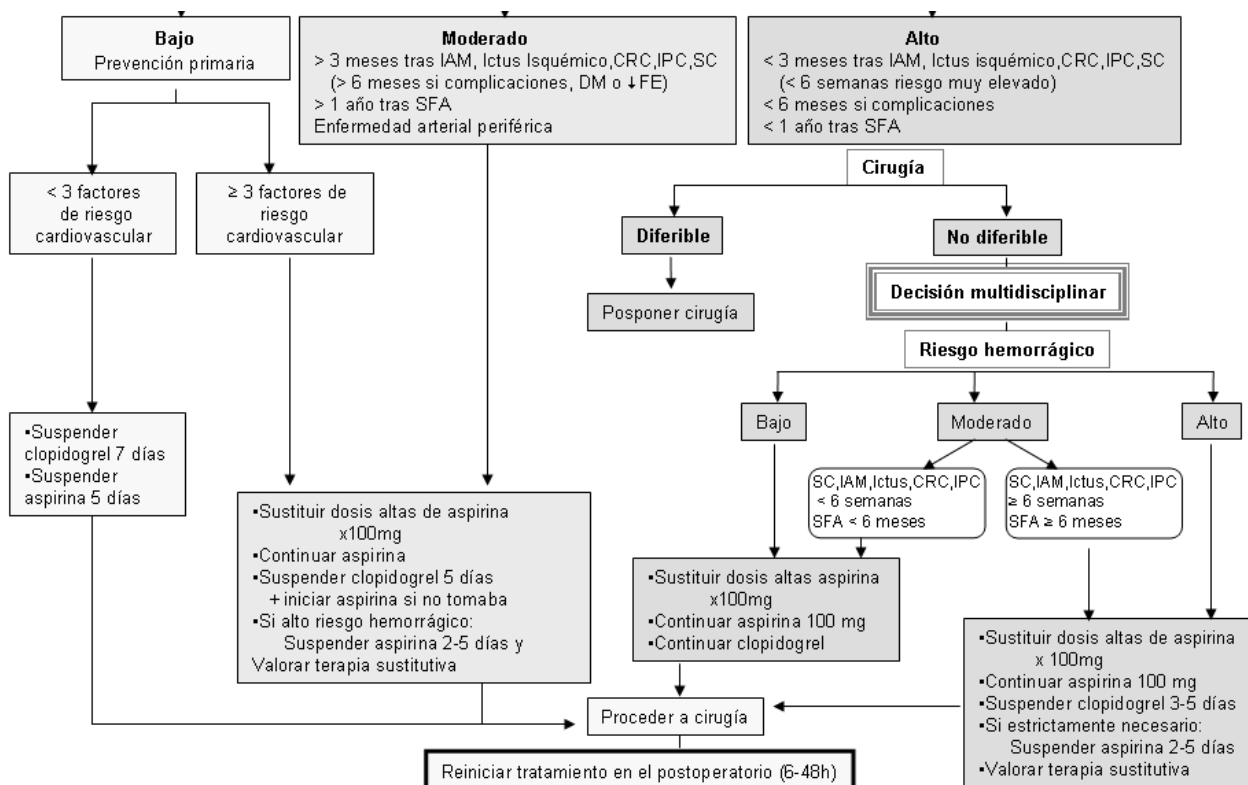 Bajo
Prevención primaria
Moderado
> 3 meses tras IAM, Ictus Isquémico,CRC,IPC,SC
(> 6 meses si complicaciones, DM o ↓FE)
> 1 año tras SFA
Enfermedad arterial periférica
Alto
< 3 meses tras IAM, Ictus isquémico,CRC,IPC,SC
(< 6 semanas riesgo muy elevado)
< 6 meses si complicaciones
< 1 año tras SFA
< 3 factores
de riesgo
cardiovascular
≥ 3 factores de
riesgo
cardiovascular
Cirugía
Diferible
No diferible
Posponer cirugía
Decisión multidisciplinar
Riesgo hemorrágico
Bajo
Moderado
Alto
SC,IAM,Ictus,CRC,IPC
< 6 semanas
SFA < 6 meses
SC,IAM,Ictus,CRC,IPC
≥ 6 semanas
SFA ≥ 6 meses
▪Suspender
clopidogrel 7 días
▪Suspender
aspirina 5 días
▪Sustituir dosis altas de aspirina
x100mg
▪Continuar aspirina
▪Suspender clopidogrel 5 días
+ iniciar aspirina si no tomaba
▪Si alto riesgo hemorrágico:
Suspender aspirina 2-5 días y
Valorar terapia sustitutiva
▪Sustituir dosis altas aspirina
x100mg
▪Continuar aspirina 100 mg
▪Continuar clopidogrel
▪Sustituir dosis altas de aspirina
x 100mg
▪Continuar aspirina 100 mg
▪Suspender clopidogrel 3-5 días
▪Si estrictamente necesario:
Suspender aspirina 2-5 días
▪Valorar terapia sustitutiva
Proceder a cirugía
Reiniciar tratamiento en el postoperatorio (6-48h)